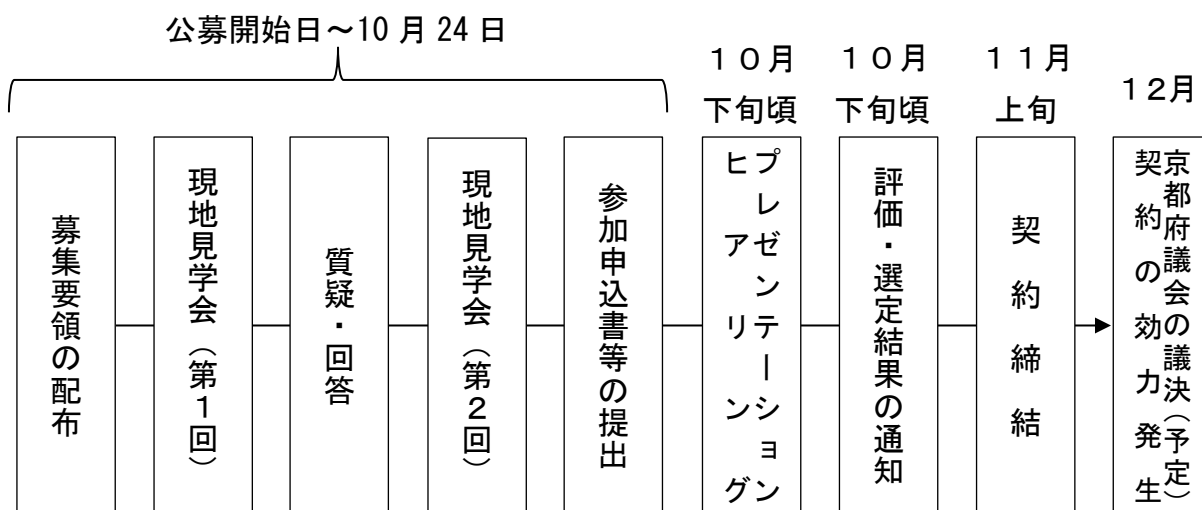 公募開始日～10月24日
募集要領の配布
現地見学会（第１回）
質疑・回答
現地見学会（第２回）
参加申込書等の提出
１０月
下旬頃
プレゼンテーション
ヒアリング
１０月
下旬頃
評価・選定結果の通知
１１月
上旬
契約締結
１２月
京都府議会の議決（予定）
契約の効力発生